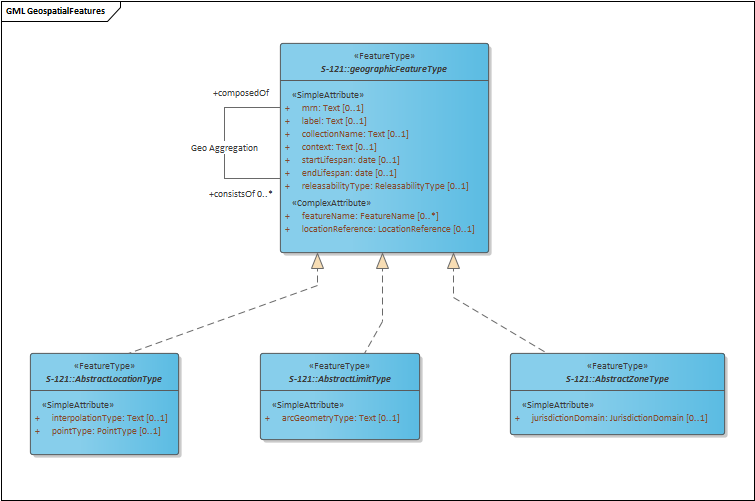 GML GeospatialFeatures
«FeatureType»
S-121::geographicFeatureType
«SimpleAttribute»
+ mrn: Text [0..1]
+ label: Text [0..1]
+ collectionName: Text [0..1]
+ context: Text [0..1]
+ startLifespan: date [0..1]
+ endLifespan: date [0..1]
+ releasabilityType: ReleasabilityType [0..1]
«ComplexAttribute»
+ featureName: FeatureName [0..*]
+ locationReference: LocationReference [0..1]
+composedOf
Geo Aggregation
+consistsOf 0..*
«FeatureType»
S-121::AbstractLocationType
«SimpleAttribute»
+ interpolationType: Text [0..1]
+ pointType: PointType [0..1]
«FeatureType»
S-121::AbstractLimitType
«SimpleAttribute»
+ arcGeometryType: Text [0..1]
«FeatureType»
S-121::AbstractZoneType
«SimpleAttribute»
+ jurisdictionDomain: JurisdictionDomain [0..1]